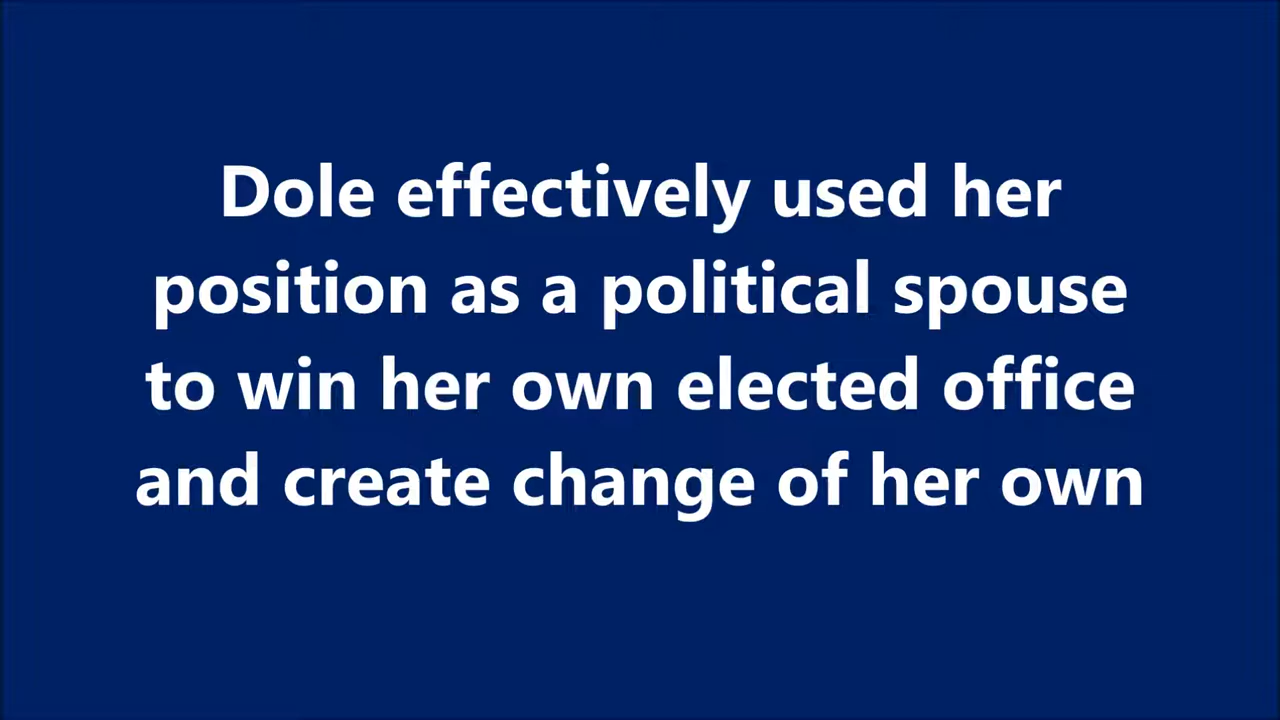 Dole effectively used her
position as a political spouse
to win her own elected office
and create change of her own